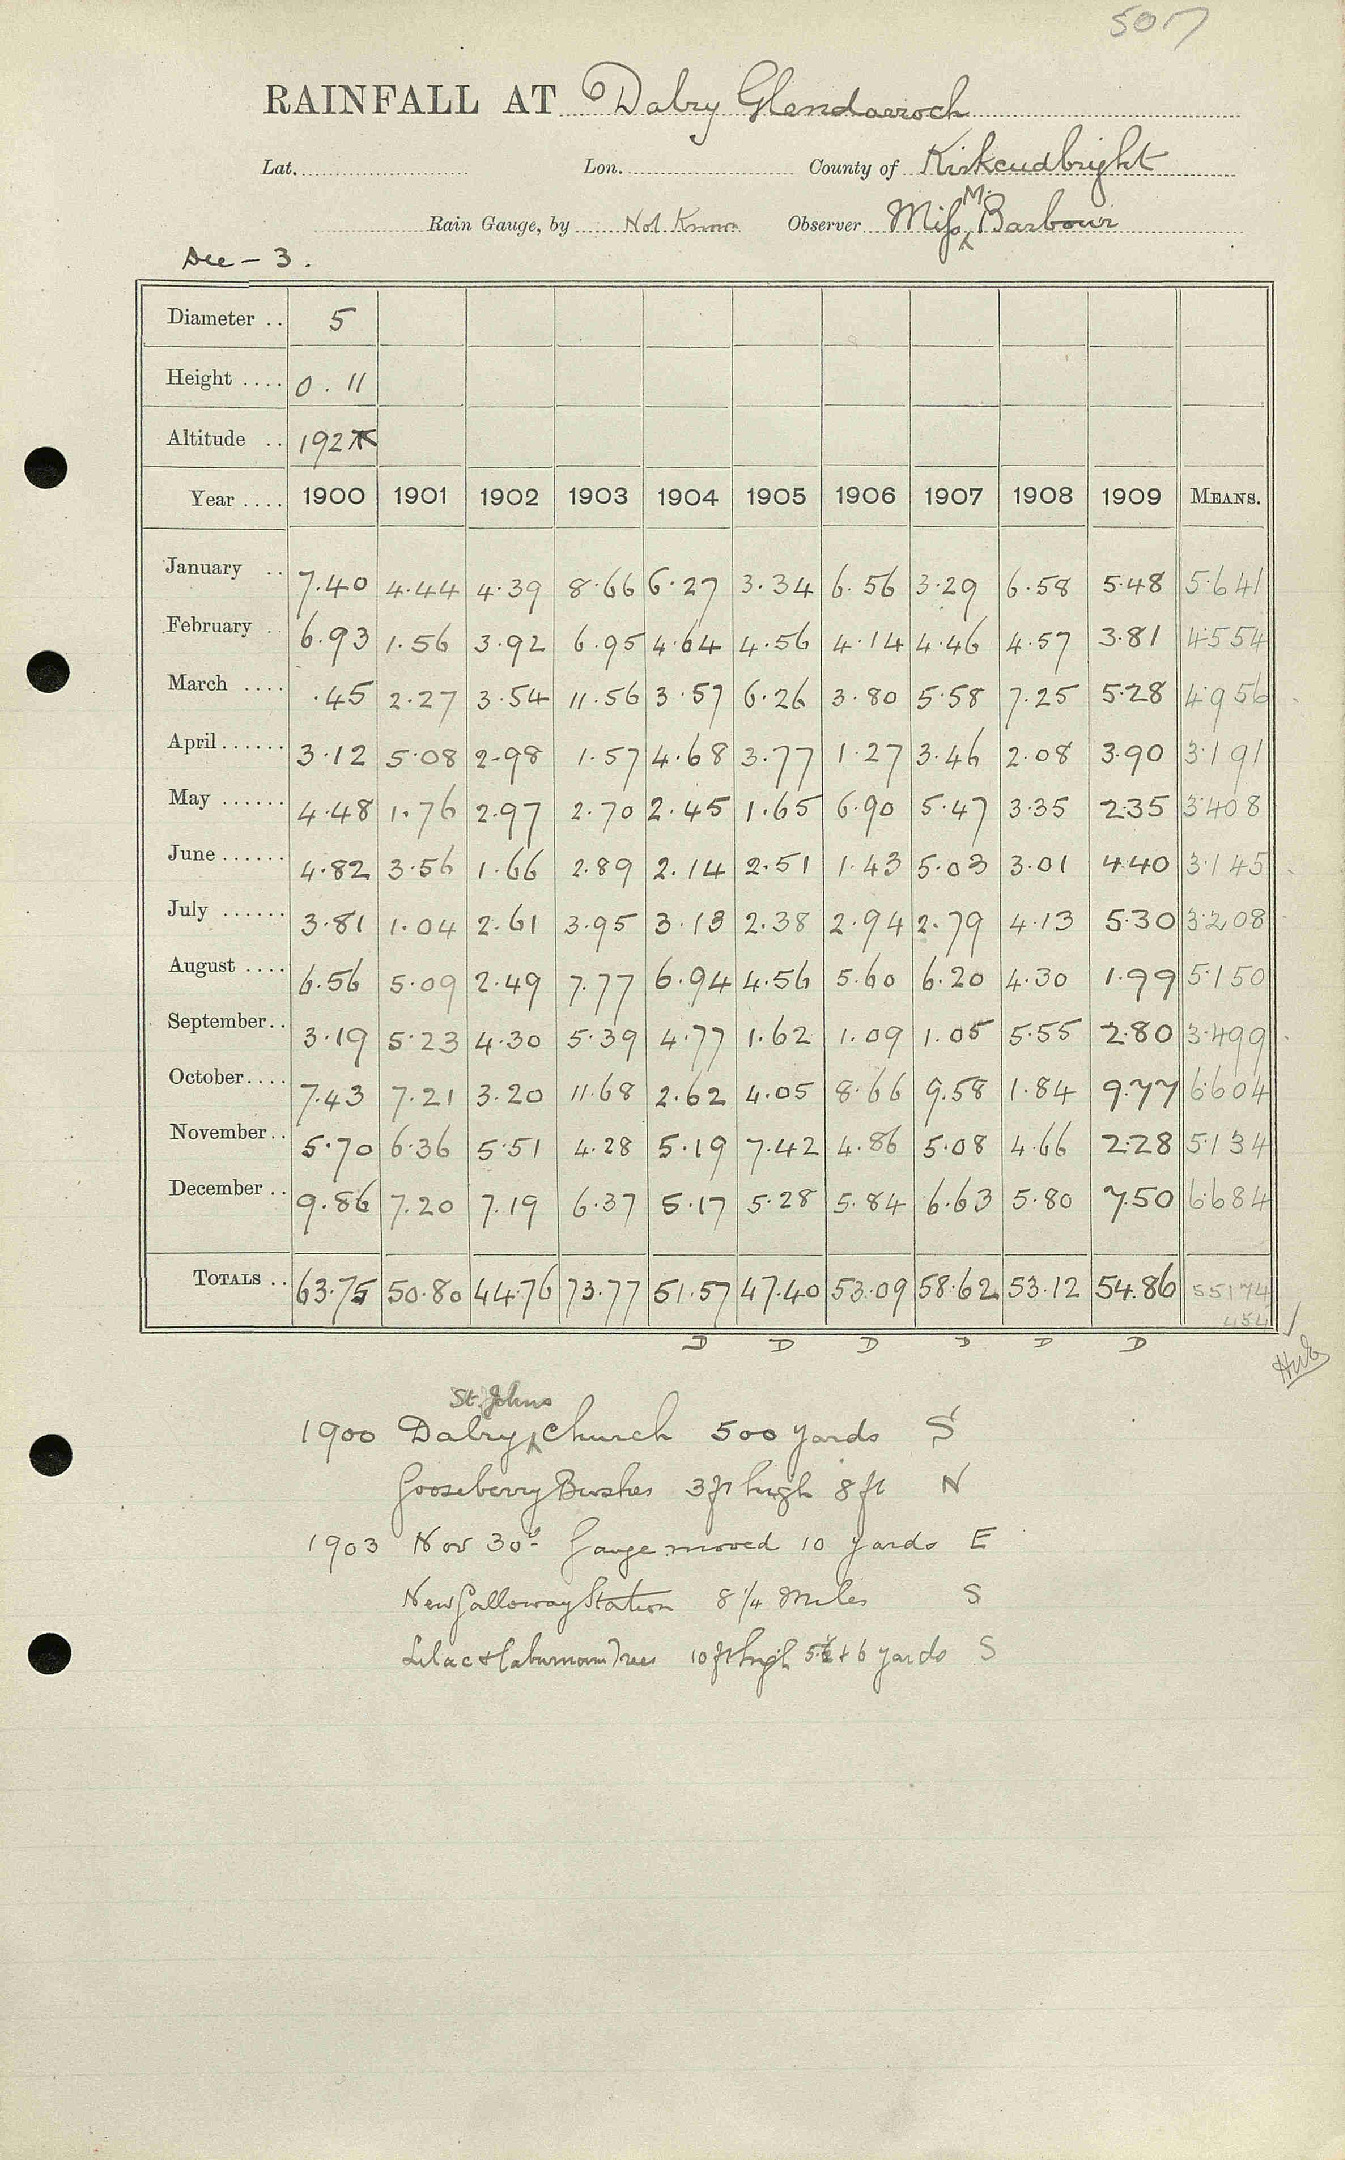 5017
RAINFALL AT Dalry Glendarroch
Lat. Lon. County of Kirkcudbright
Rain Gauge, by Not Known Observer Miss M. Barbour
Dec - 3.
Diameter .. 5
Height .... 0.11
Altitude .. 192
Year .... 1900 1901 1902 1903 1904 1905 1906 1907 1908 1909 MEANS.
January .. 7.40 4.44 4.39 8.66 6.27 3.34 6.56 3.29 6.58 5.48 5.641
February .. 6.93 1.56 3.92 6.95 4.64 4.56 4.14 4.46 4.57 3.81 4554
March .... .45 2.27 3.54 11.56 3.57 6.26 3.80 5.58 7.25 5.28 4.956
April...... 3.12 5.08 2.98 1.57 4.68 3.77 1.27 3.46 2.08 3.90 3.191
May ...... 4.48 1.76 2.97 2.70 2.45 1.65 6.90 5.47 3.35 2.35 3.408
June...... 4.82 3.56 1.66 2.89 2.14 2.51 1.43 5.03 3.01 4.40 3.145
July ...... 3.81 1.04 2.61 3.95 3.13 2.38 2.94 2.79 4.13 5.30 3.208
August .... 6.56 5.09 2.49 7.77 6.94 4.56 5.60 6.20 4.30 1.99 5.150
September.. 3.19 5.23 4.30 5.39 4.77 1.62 1.09 1.05 5.55 2.80 3.499
October.... 7.43 7.21 3.20 11.68 2.62 4.05 8.66 9.58 1.84 9.77 6604
November.. 5.70 6.36 5.51 4.28 5.19 7.42 4.86 5.08 4.66 2.28 5.134
December .. 9.86 7.20 7.19 6.37 5.17 5.28 5.84 6.63 5.80 7.50 6.684
TOTALS .. 63.75 50.80 44.76 73.77 51.57 47.40 53.09 58.62 53.12 54.86 55174
454
D D D D D D
St. Johns
1900 Dalry Church 500 yards S
Gooseberry Bushes 3 ft high 8 ft N
1903 Nov 30th Gauge moved 10 yards E
New Galloway Station 8 1/4 Miles S
Lilac & Laburnam Trees 10 ft high 5 & 6 yards S